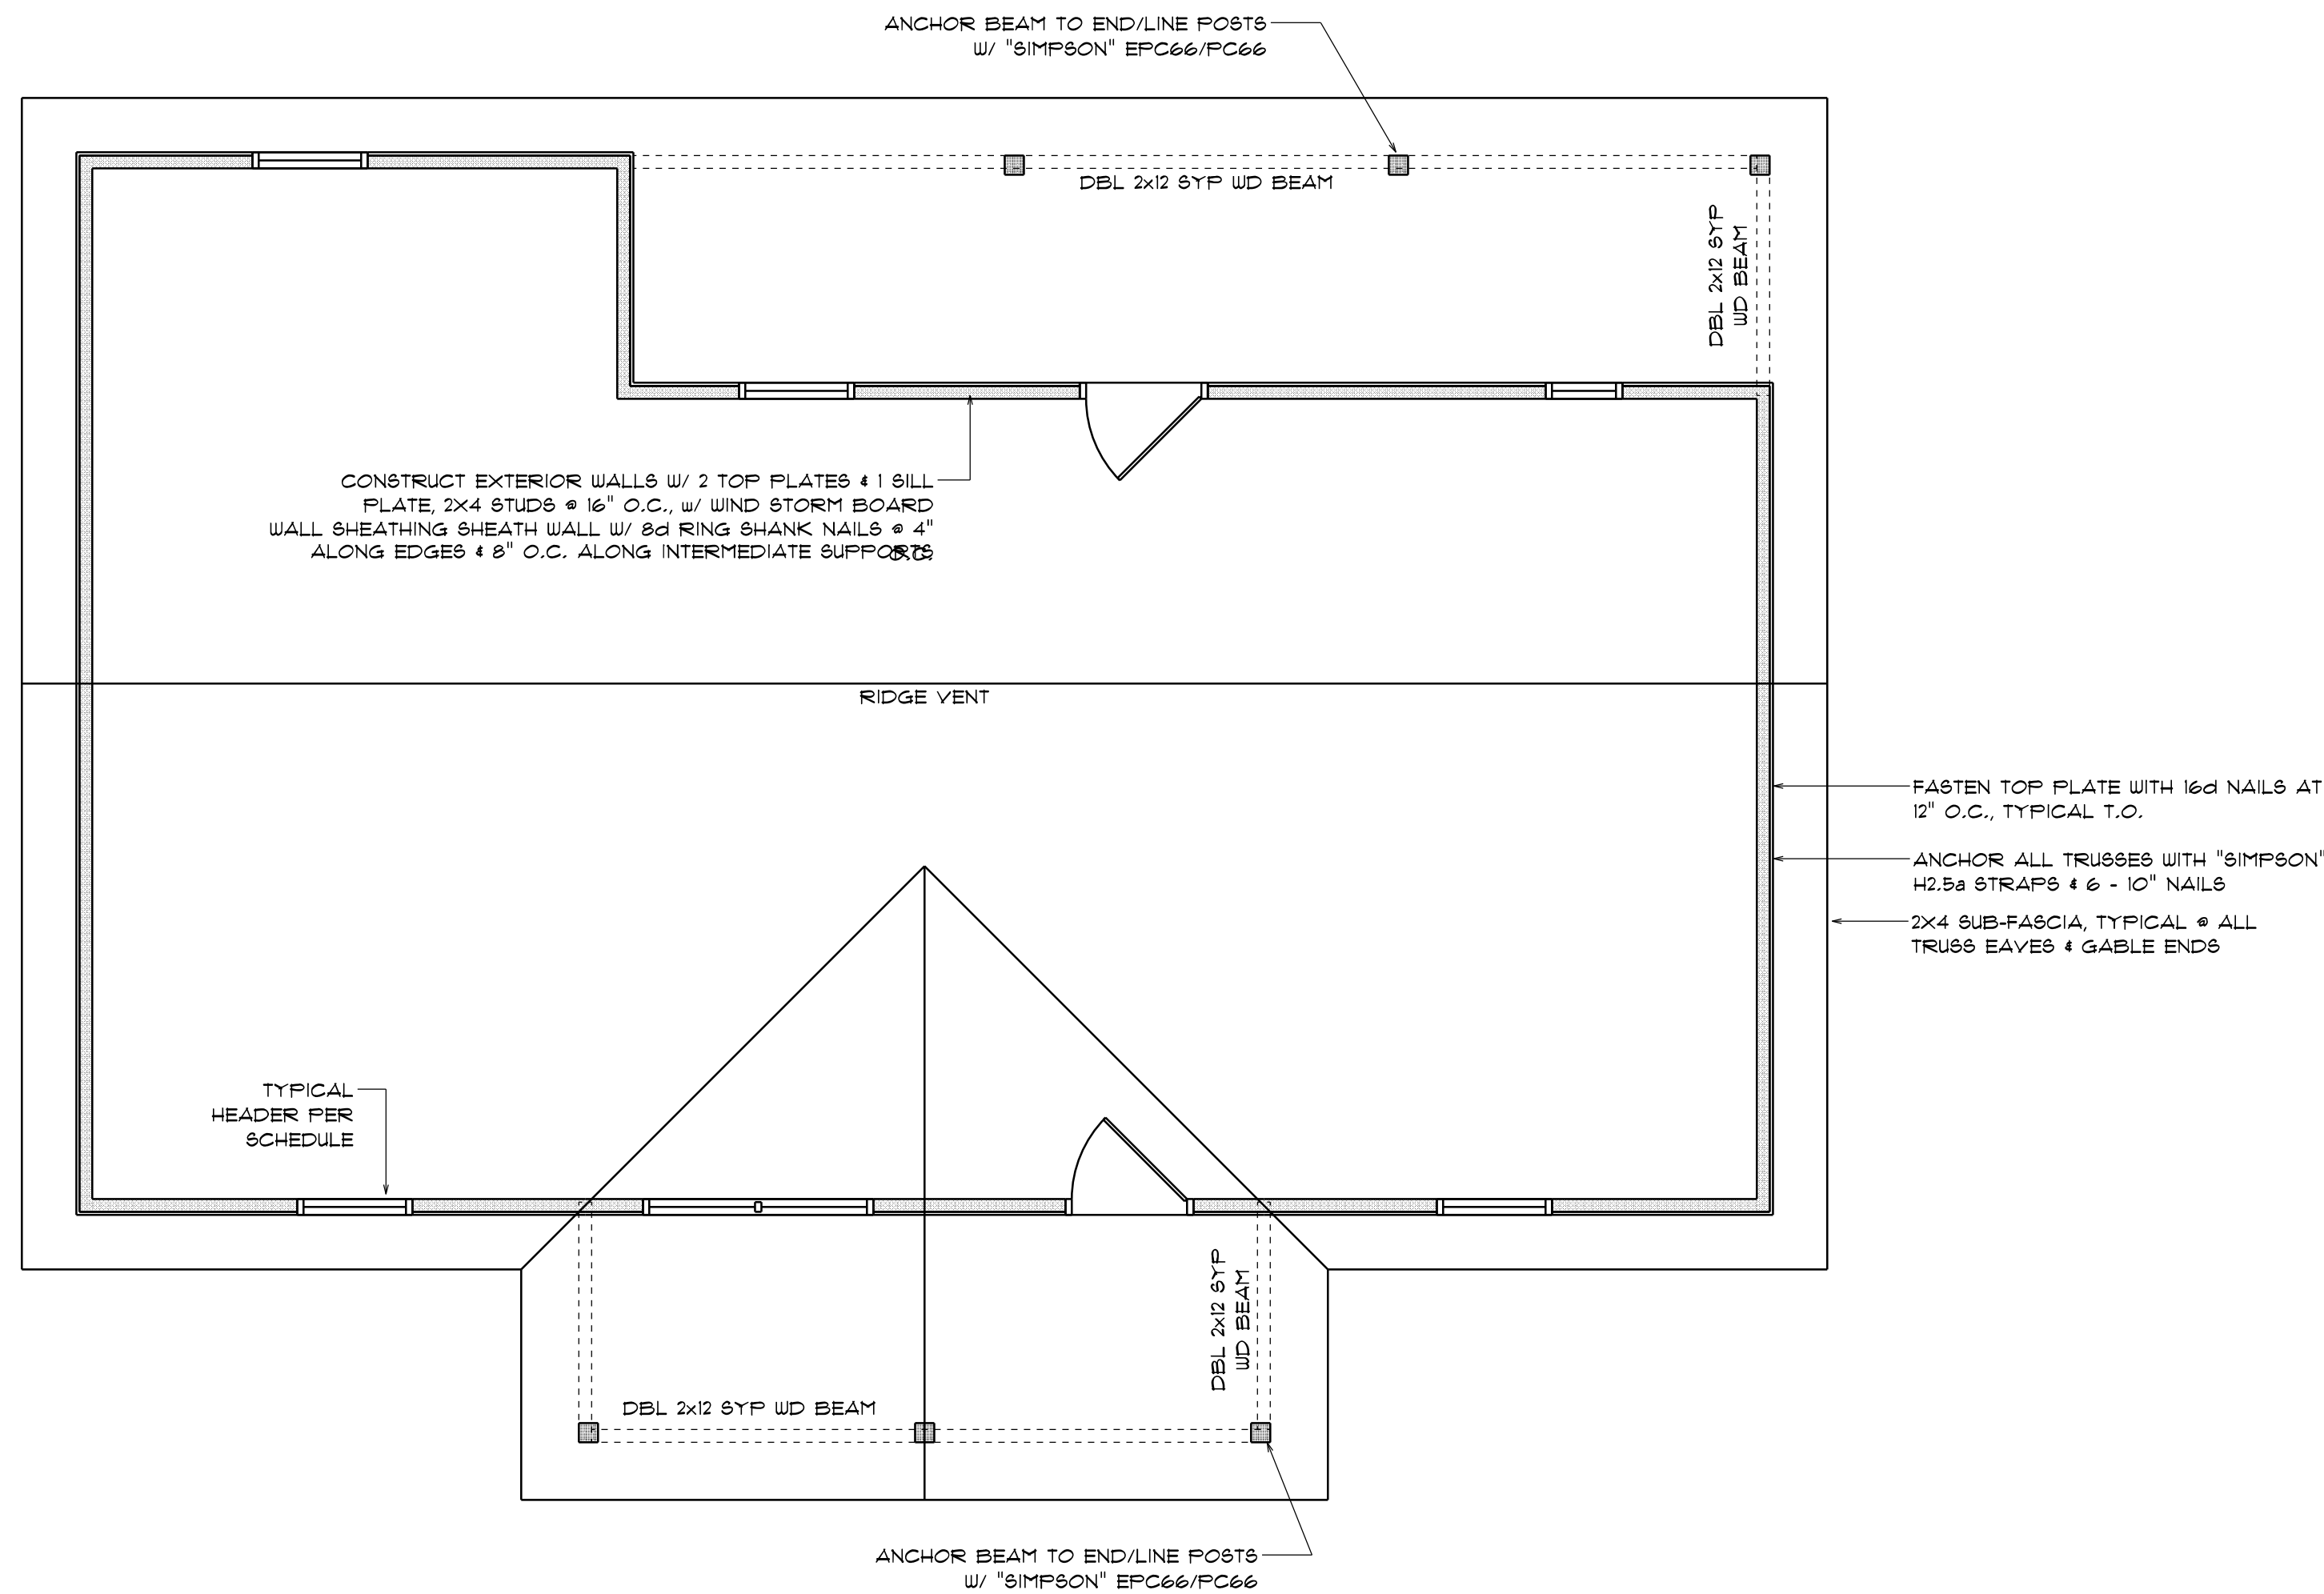 ANCHOR BEAM TO END/LINE POSTS
W/ "SIMPSON" EPC66/PC66
DBL 2x12 SYP WD BEAM
DBL 2x12 SYP
WD BEAM
CONSTRUCT EXTERIOR WALLS W/ 2 TOP PLATES & 1 SILL
PLATE, 2X4 STUDS @ 16" O.C., w/ WIND STORM BOARD
WALL SHEATHING SHEATH WALL W/ 8d RING SHANK NAILS @ 4"
O.C.
ALONG EDGES & 8" O.C. ALONG INTERMEDIATE SUPPORTS
RIDGE VENT
FASTEN TOP PLATE WITH 16d NAILS AT
12" O.C., TYPICAL T.O.
ANCHOR ALL TRUSSES WITH "SIMPSON"
H2.5a STRAPS & 6 - 10" NAILS
2X4 SUB-FASCIA, TYPICAL @ ALL
TRUSS EAVES & GABLE ENDS
TYPICAL
HEADER PER
SCHEDULE
DBL 2x12 SYP
WD BEAM
DBL 2x12 SYP WD BEAM
ANCHOR BEAM TO END/LINE POSTS
W/ "SIMPSON" EPC66/PC66